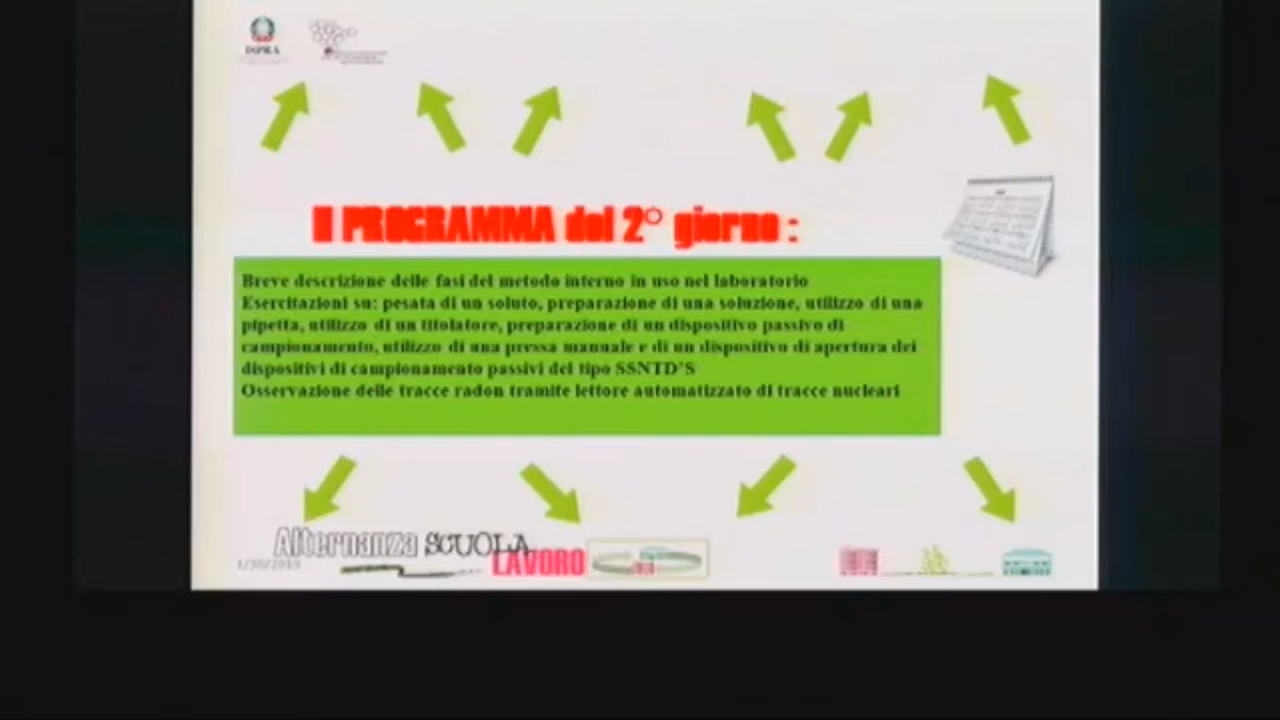 ISPRA
Il PROGRAMMA del 2° giorno :
Breve descrizione delle fasi del metodo interno in uso nel laboratorio
Esercitazioni su: pesata di un soluto, preparazione di una soluzione, utilizzo di una
pipetta, utilizzo di un titolatore, preparazione di un dispositivo passivo di
campionamento, utilizzo di una pressa manuale e di un dispositivo di apertura dei
dispositivi di campionamento passivi del tipo SSNTD'S
Osservazione delle tracce radon tramite lettore automatizzato di tracce nucleari
Alternanza SCUOLA
LAVORO
1/30/2019